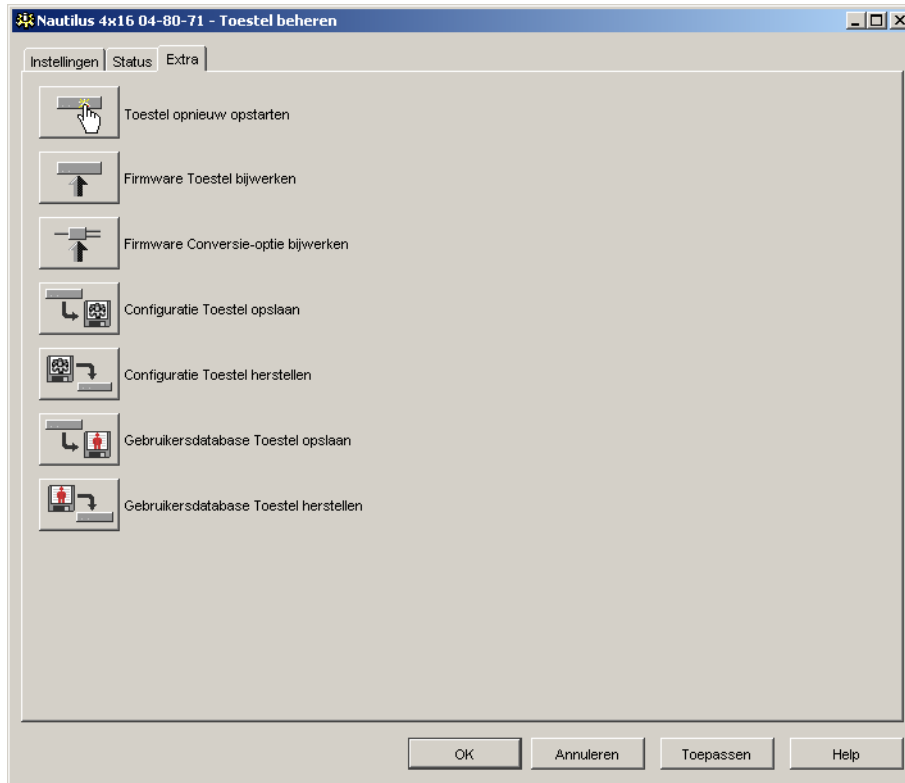 Nautilus 4x16 04-80-71 - Toestel beheren
Instellingen Status Extra
Toestel opnieuw opstarten
Firmware Toestel bijwerken
Firmware Conversie-optie bijwerken
Configuratie Toestel opslaan
Configuratie Toestel herstellen
Gebruikersdatabase Toestel opslaan
Gebruikersdatabase Toestel herstellen
OK Annuleren Toepassen Help